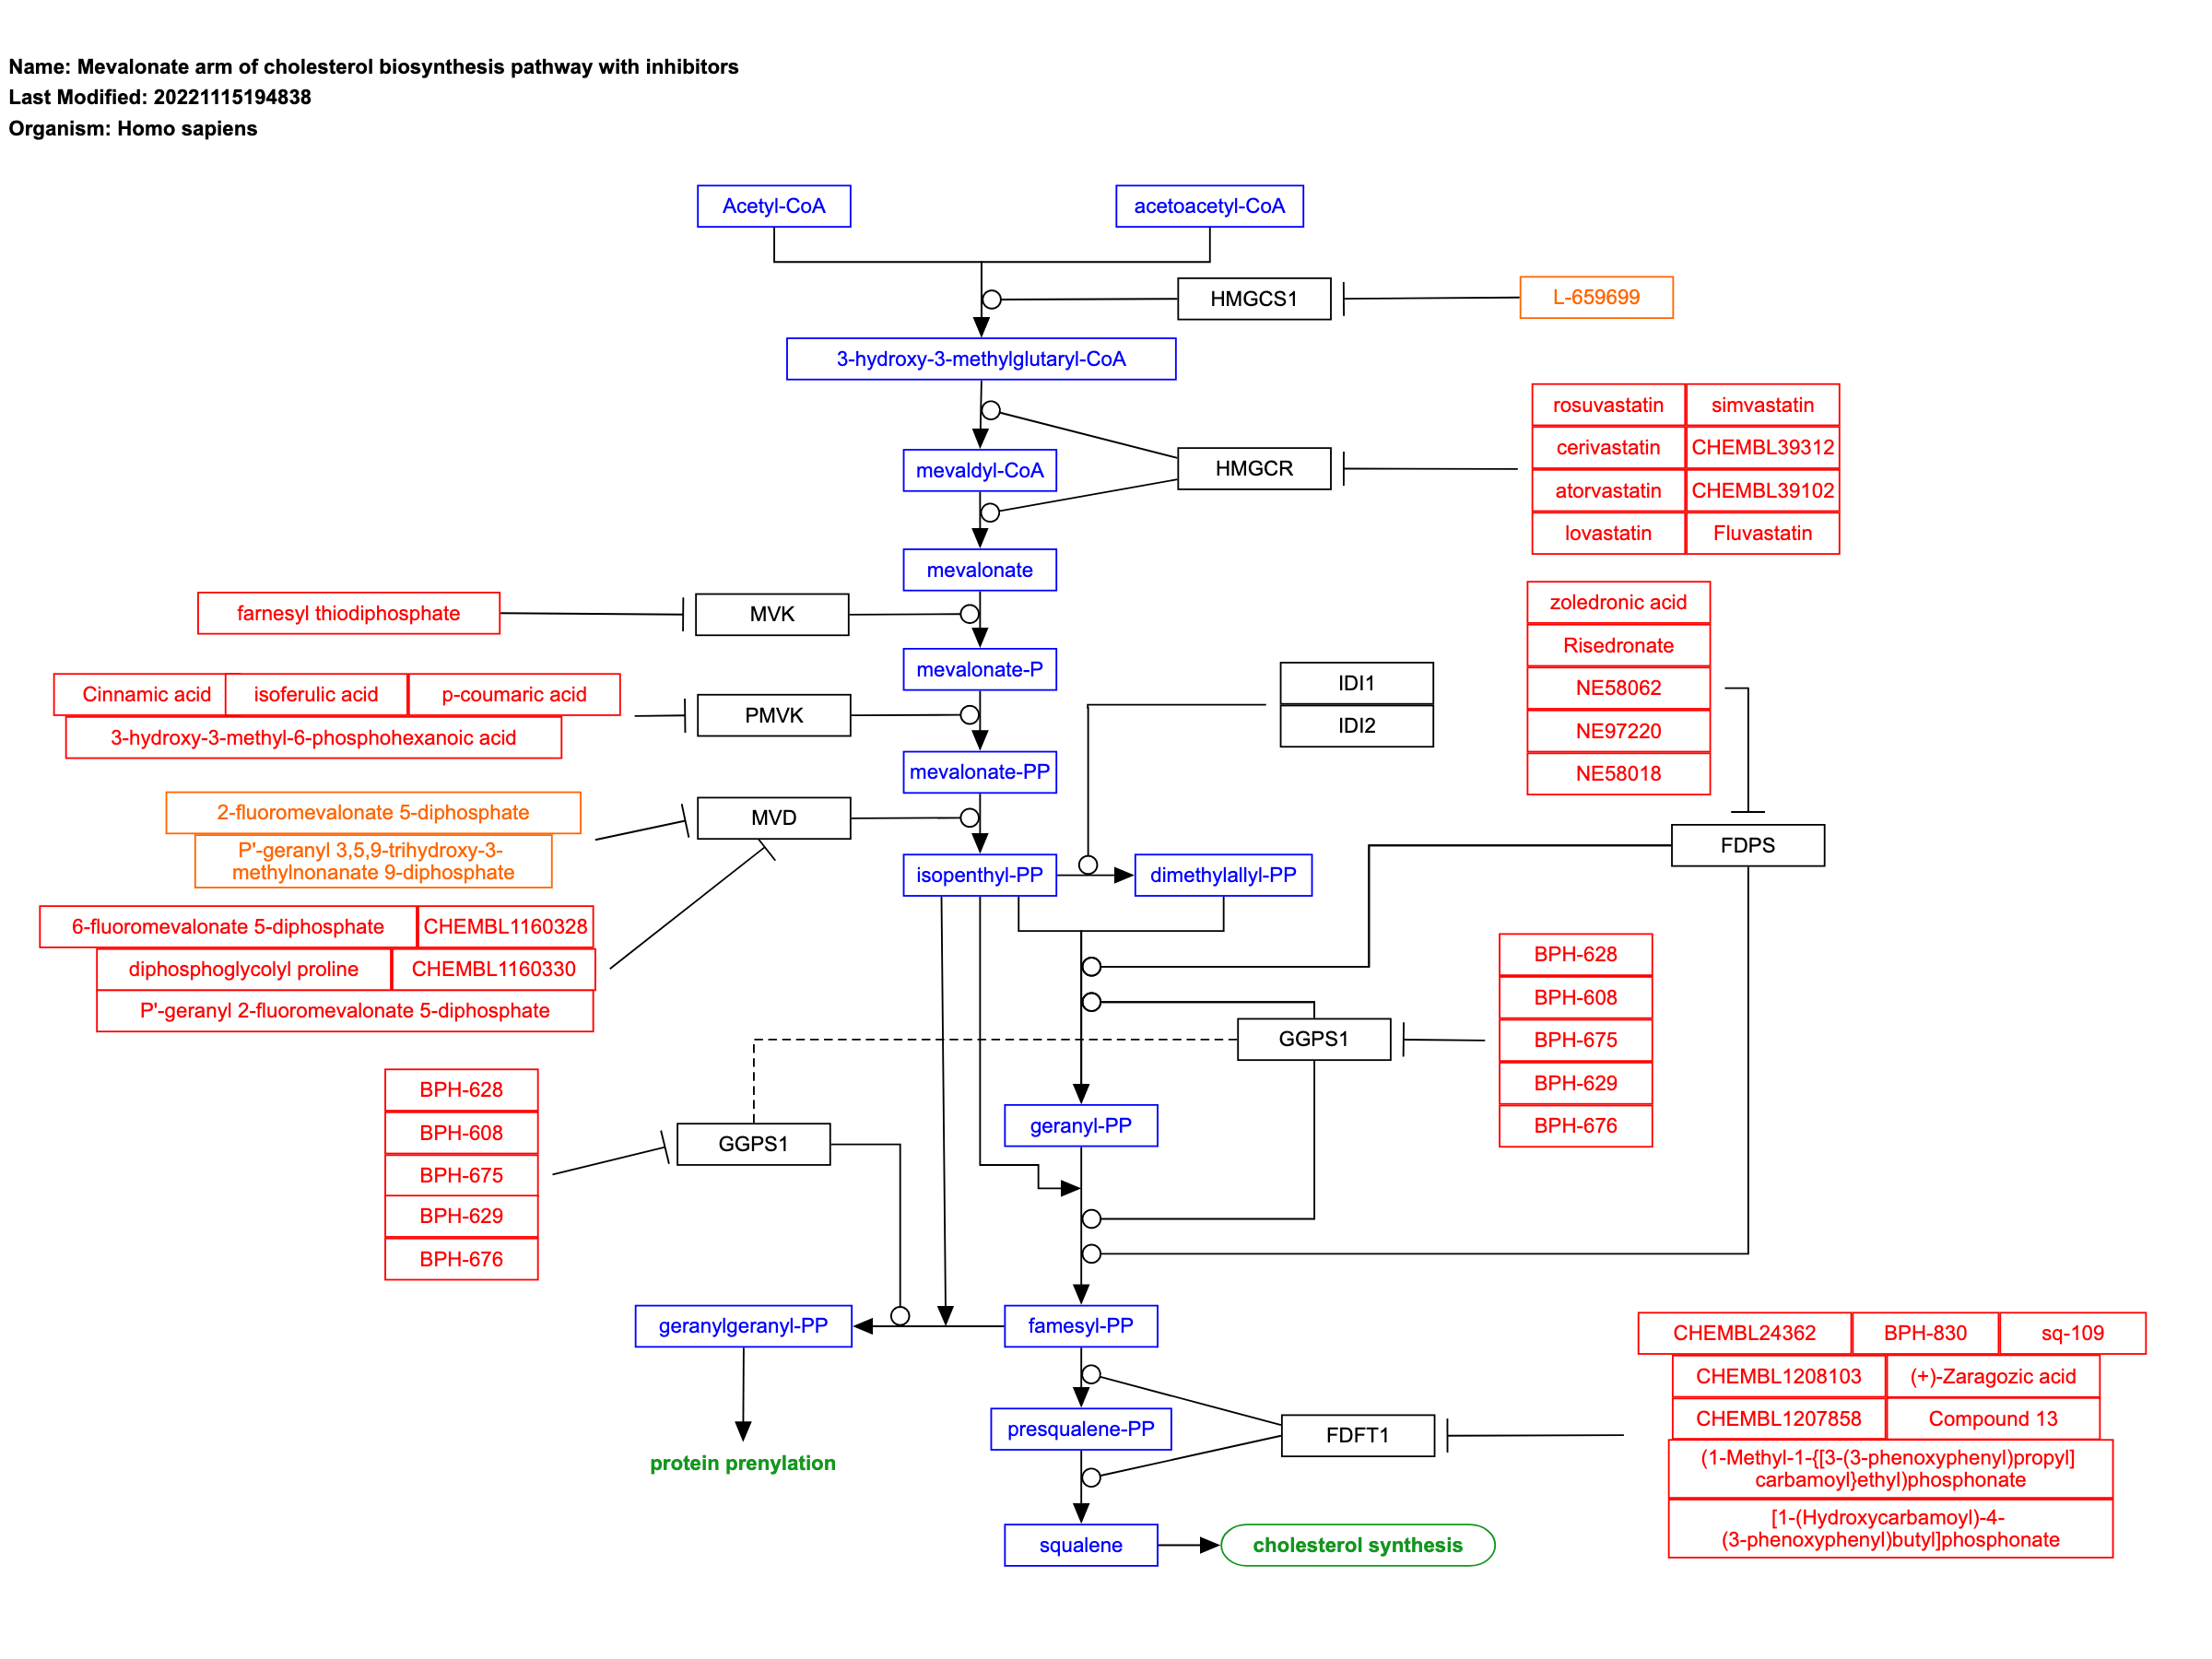 Name: Mevalonate arm of cholesterol biosynthesis pathway with inhibitors
Last Modified: 20221115194838
Organism: Homo sapiens
Acetyl-CoA
acetoacetyl-CoA
HMGCS1
L-659699
3-hydroxy-3-methylglutaryl-CoA
rosuvastatin
simvastatin
cerivastatin
CHEMBL39312
mevaldyl-CoA
HMGCR
atorvastatin
CHEMBL39102
lovastatin
Fluvastatin
mevalonate
farnesyl thiodiphosphate
MVK
zoledronic acid
Risedronate
mevalonate-P
Cinnamic acid
isoferulic acid
p-coumaric acid
IDI1
NE58062
PMVK
IDI2
NE97220
3-hydroxy-3-methyl-6-phosphohexanoic acid
mevalonate-PP
NE58018
2-fluoromevalonate 5-diphosphate
MVD
P'-geranyl 3,5,9-trihydroxy-3-
methylnonanate 9-diphosphate
FDPS
isopenthyl-PP
dimethylallyl-PP
6-fluoromevalonate 5-diphosphate
CHEMBL1160328
diphosphoglycolyl proline
CHEMBL1160330
P'-geranyl 2-fluoromevalonate 5-diphosphate
BPH-628
BPH-608
GGPS1
BPH-675
BPH-629
BPH-676
BPH-628
BPH-608
BPH-675
BPH-629
BPH-676
GGPS1
geranyl-PP
geranylgeranyl-PP
famesyl-PP
CHEMBL24362
BPH-830
sq-109
CHEMBL1208103
(+)-Zaragozic acid
CHEMBL1207858
Compound 13
presqualene-PP
FDFT1
protein prenylation
(1-Methyl-1-{[3-(3-phenoxyphenyl)propyl]
carbamoyl}ethyl)phosphonate
[1-(Hydroxycarbamoyl)-4-
(3-phenoxyphenyl)butyl]phosphonate
squalene
cholesterol synthesis